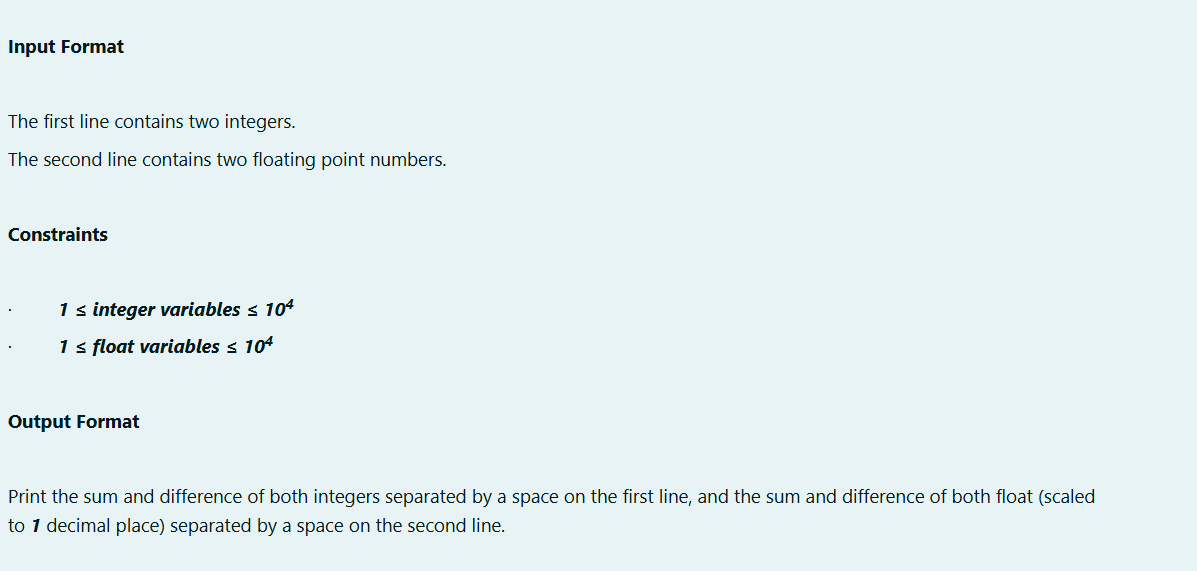 Input Format
The first line contains two integers.
The second line contains two floating point numbers.
Constraints
· 1 ≤ integer variables ≤ 10⁴
· 1 ≤ float variables ≤ 10⁴
Output Format
Print the sum and difference of both integers separated by a space on the first line, and the sum and difference of both float (scaled
to 1 decimal place) separated by a space on the second line.